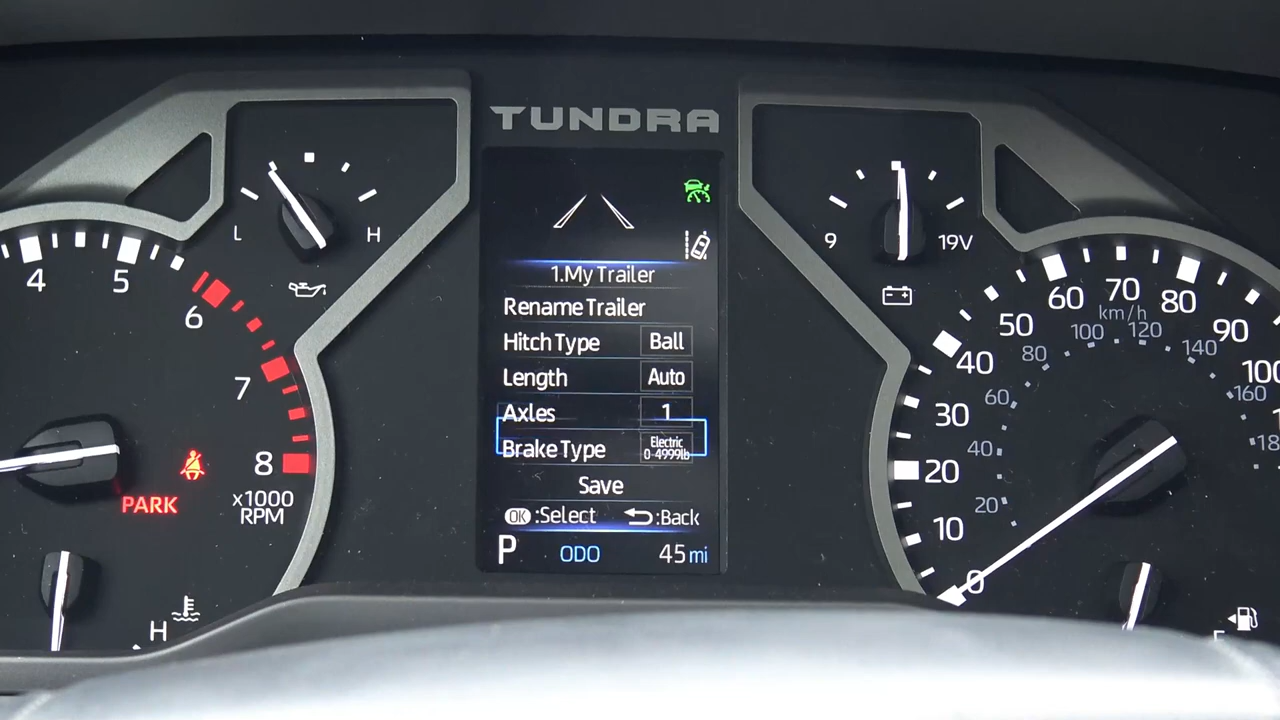 TUNDRA
L
H
9
19V
4
5
6
7
8
x1000
RPM
PARK
H
1.My Trailer
Rename Trailer
Hitch Type Ball
Length Auto
Axles 1
Brake Type Electric
0-4999lb
Save
OK :Select :Back
P ODO 45 mi
0
10
20
30
40
50
60
70
80
90
100
km/h
20
40
60
80
100
120
140
160